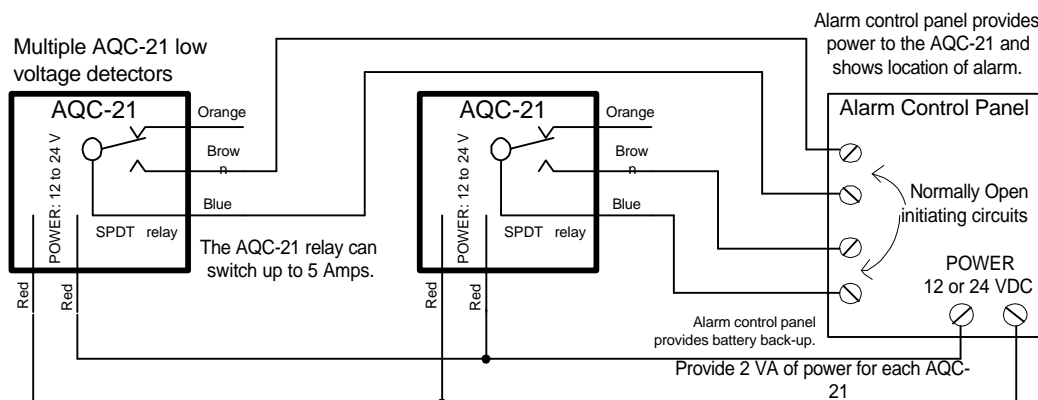 Multiple AQC-21 low
voltage detectors
AQC-21
POWER: 12 to 24 V
Orange
Brow
n
Blue
SPDT relay
Red
Red
The AQC-21 relay can
switch up to 5 Amps.
AQC-21
POWER: 12 to 24 V
Orange
Brow
n
Blue
SPDT relay
Red
Red
Alarm control panel provides
power to the AQC-21 and
shows location of alarm.
Alarm Control Panel
Normally Open
initiating circuits
POWER
12 or 24 VDC
Alarm control panel
provides battery back-up.
Provide 2 VA of power for each AQC-
21